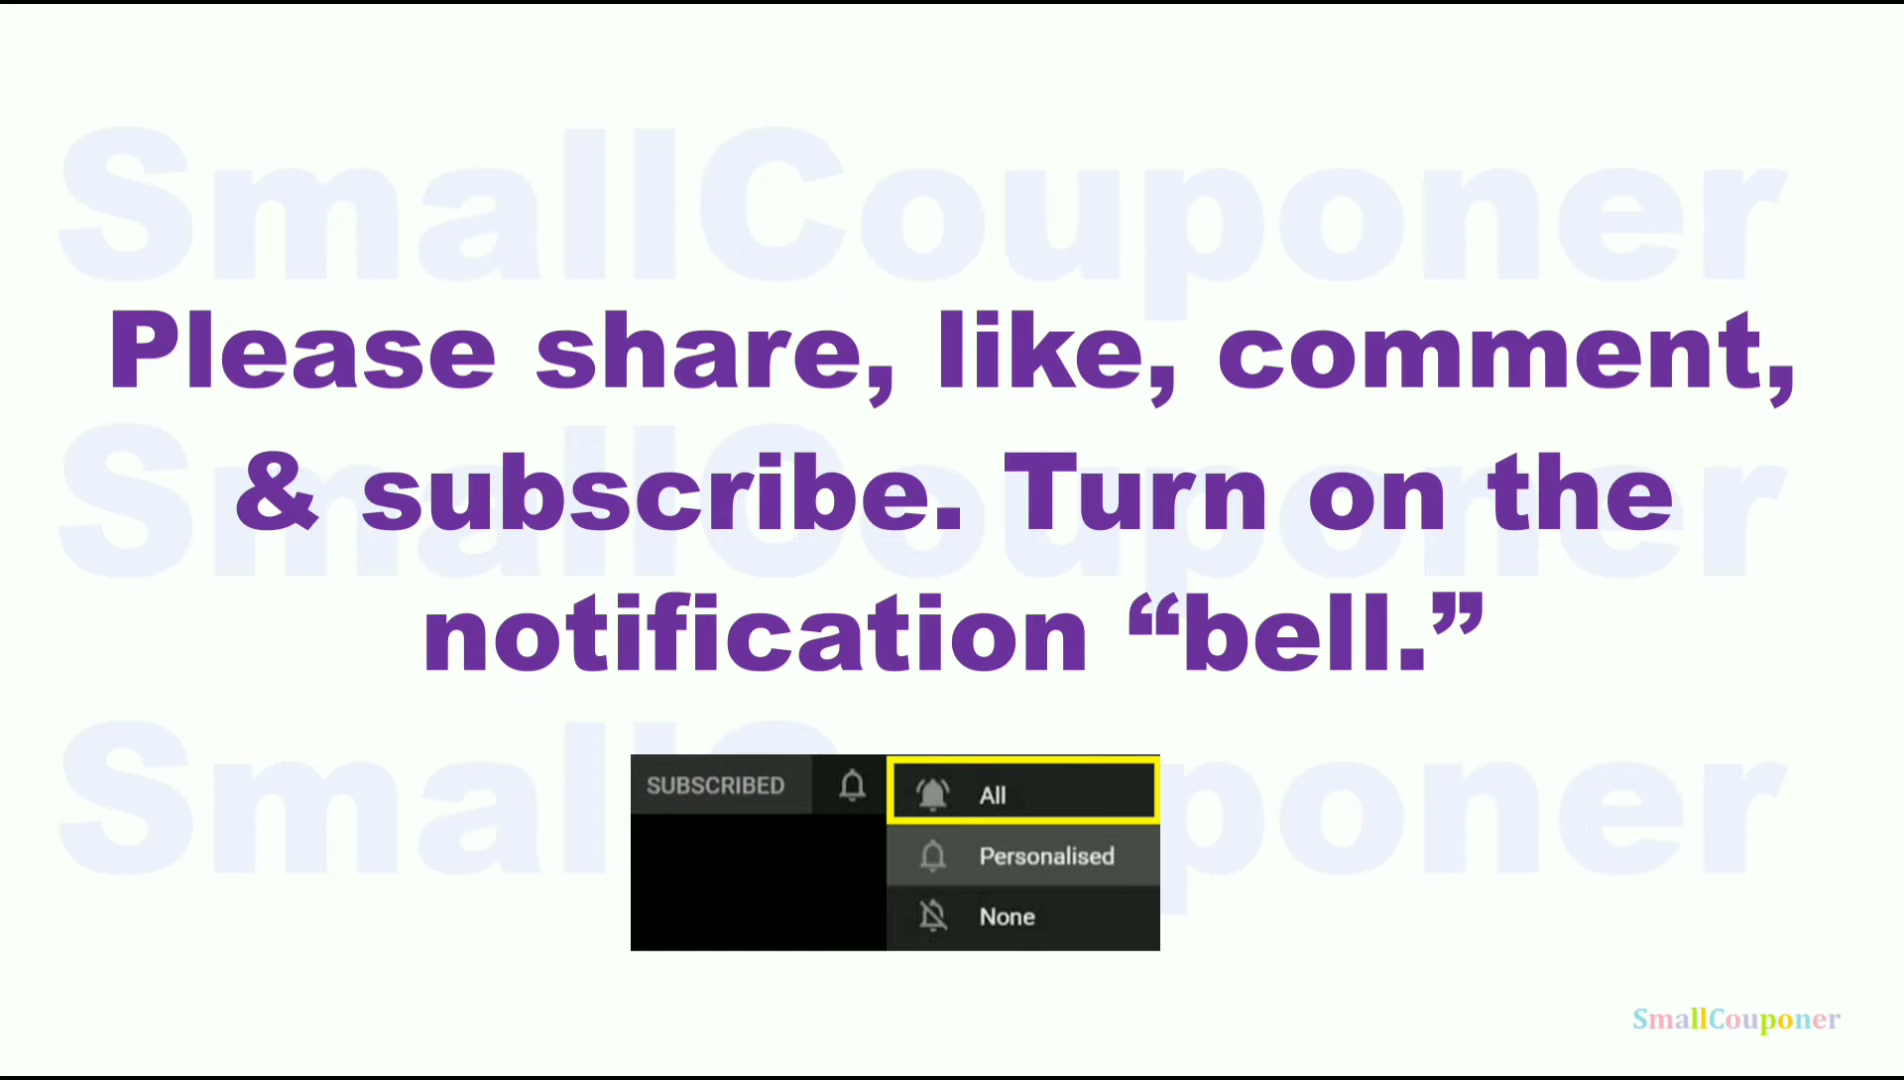 SmallCouponer
Please share, like, comment,
SmallCouponer
& subscribe. Turn on the
notification “bell.”
SmallCouponer
SUBSCRIBED
All
Personalised
None
SmallCouponer